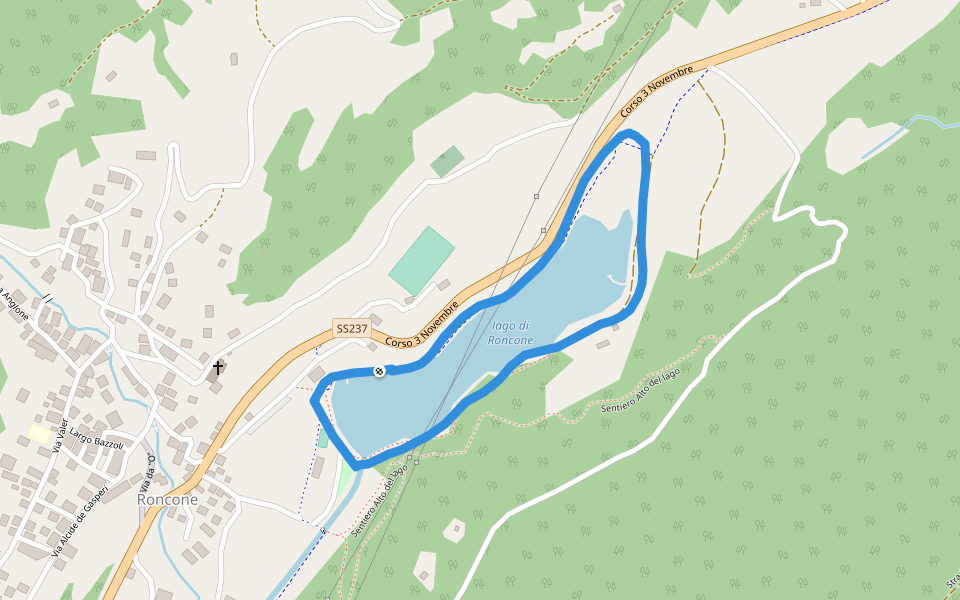 Corso 3 Novembre
SS237
Corso 3 Novembre
lago di
Roncone
Sentiero Alto del lago
Via Valer
Largo Bazzoli
Via Alcide de Gasperi
Roncone
Sentiero Alto del lago